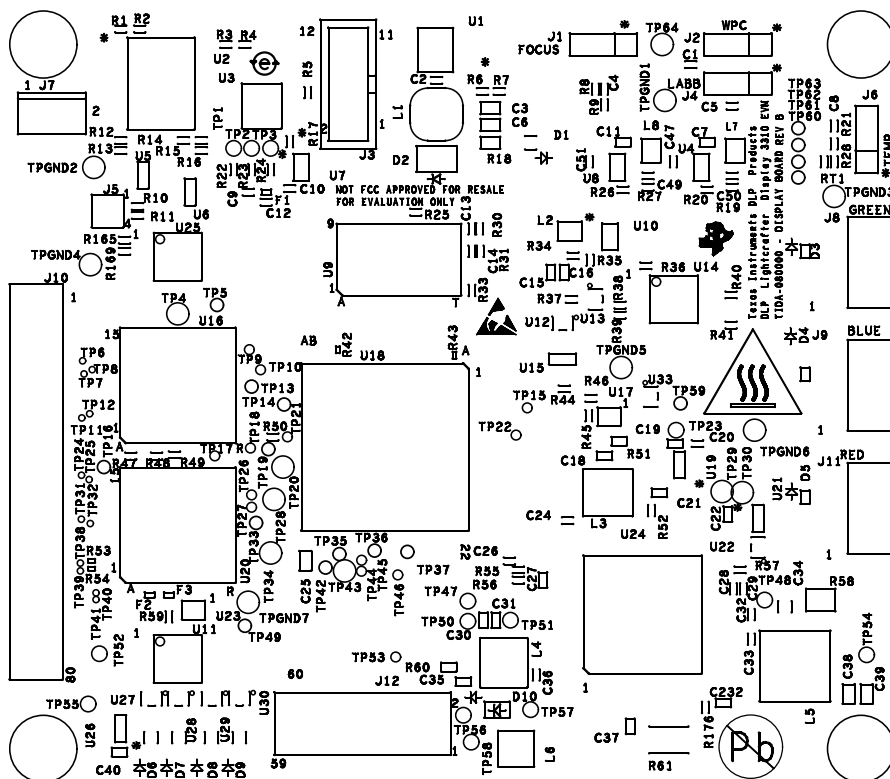 R1 R2
R3 R4
U2
U3
J7
1
2
TP1
R5
12
11
J3
U1
C2
L1
D2
R6 R7
C3
C6
R18
D1
J1
FOCUS
TP64
J2
WPC
C1
LABB
J4
TPGND1
R8
R9
C4
C5
TP63
TP62
TP61
TP60
C8
R21
J6
TEMP
R28
RT1
TPGND3
J8
GREEN
R12
R13
R14
R15
R16
TP2 TP3
R17
TPGND2
U5
R22
R23
R24
C9
F1
C12
C10
U7
NOT FCC APPROVED FOR RESALE
FOR EVALUATION ONLY
C11
L8
C47
C7
L7
U4
C51
U8
R26
R27
C49
R20
C50
R19
Texas Instruments DLP Products
DLP Lightcrafter Display 3310 EVM
TIDA-080000 - DISPLAY BOARD REV B
J5
R10
R11
U6
U25
R165
R169
TPGND4
R25
C13
R30
C14
R31
R33
U9
9
1
A
T
L2
R34
U10
R35
C15
C16
R37
R38
R39
U12
U13
R36
U14
R40
R41
D3
1
J10
1
TP4
TP5
U16
15
AB
R42
R43
A
U18
1
U15
TPGND5
D4
J9
BLUE
TP6
TP7
TP8
TP9
TP10
TP13
TP14
TP12
TP11
TP15
TP22
R44
R46
U17
U33
TP59
R45
R51
C19
TP23
C20
TPGND6
1
TP16
TP17
TP18
R50
TP21
TP24
TP25
R47
R48
R49
TP19
TP20
TP26
TP27
TP28
TP31
TP32
TP33
TP34
C18
L3
C24
U24
R52
C21
U19
TP29
TP30
C22
U21
D5
J11
RED
1
TP38
R53
R54
TP39
TP40
TP41
U20
R
A
F2
F3
R59
U23
U11
TPGND7
TP49
TP52
C25
TP35
TP36
TP37
TP42
TP43
TP44
TP45
TP46
22
C26
R55
R56
C27
TP47
TP50
C30
C31
TP51
U22
R57
C28
C29
C32
TP48
C34
R58
C33
TP54
80
TP53
R60
C35
L4
C36
60
J12
2
1
59
D10
TP57
TP56
TP58
L6
C37
R61
R176
C232
Pb
L5
C38
C39
TP55
U26
U27
U28
U29
U30
C40
D6 D7 D8 D9